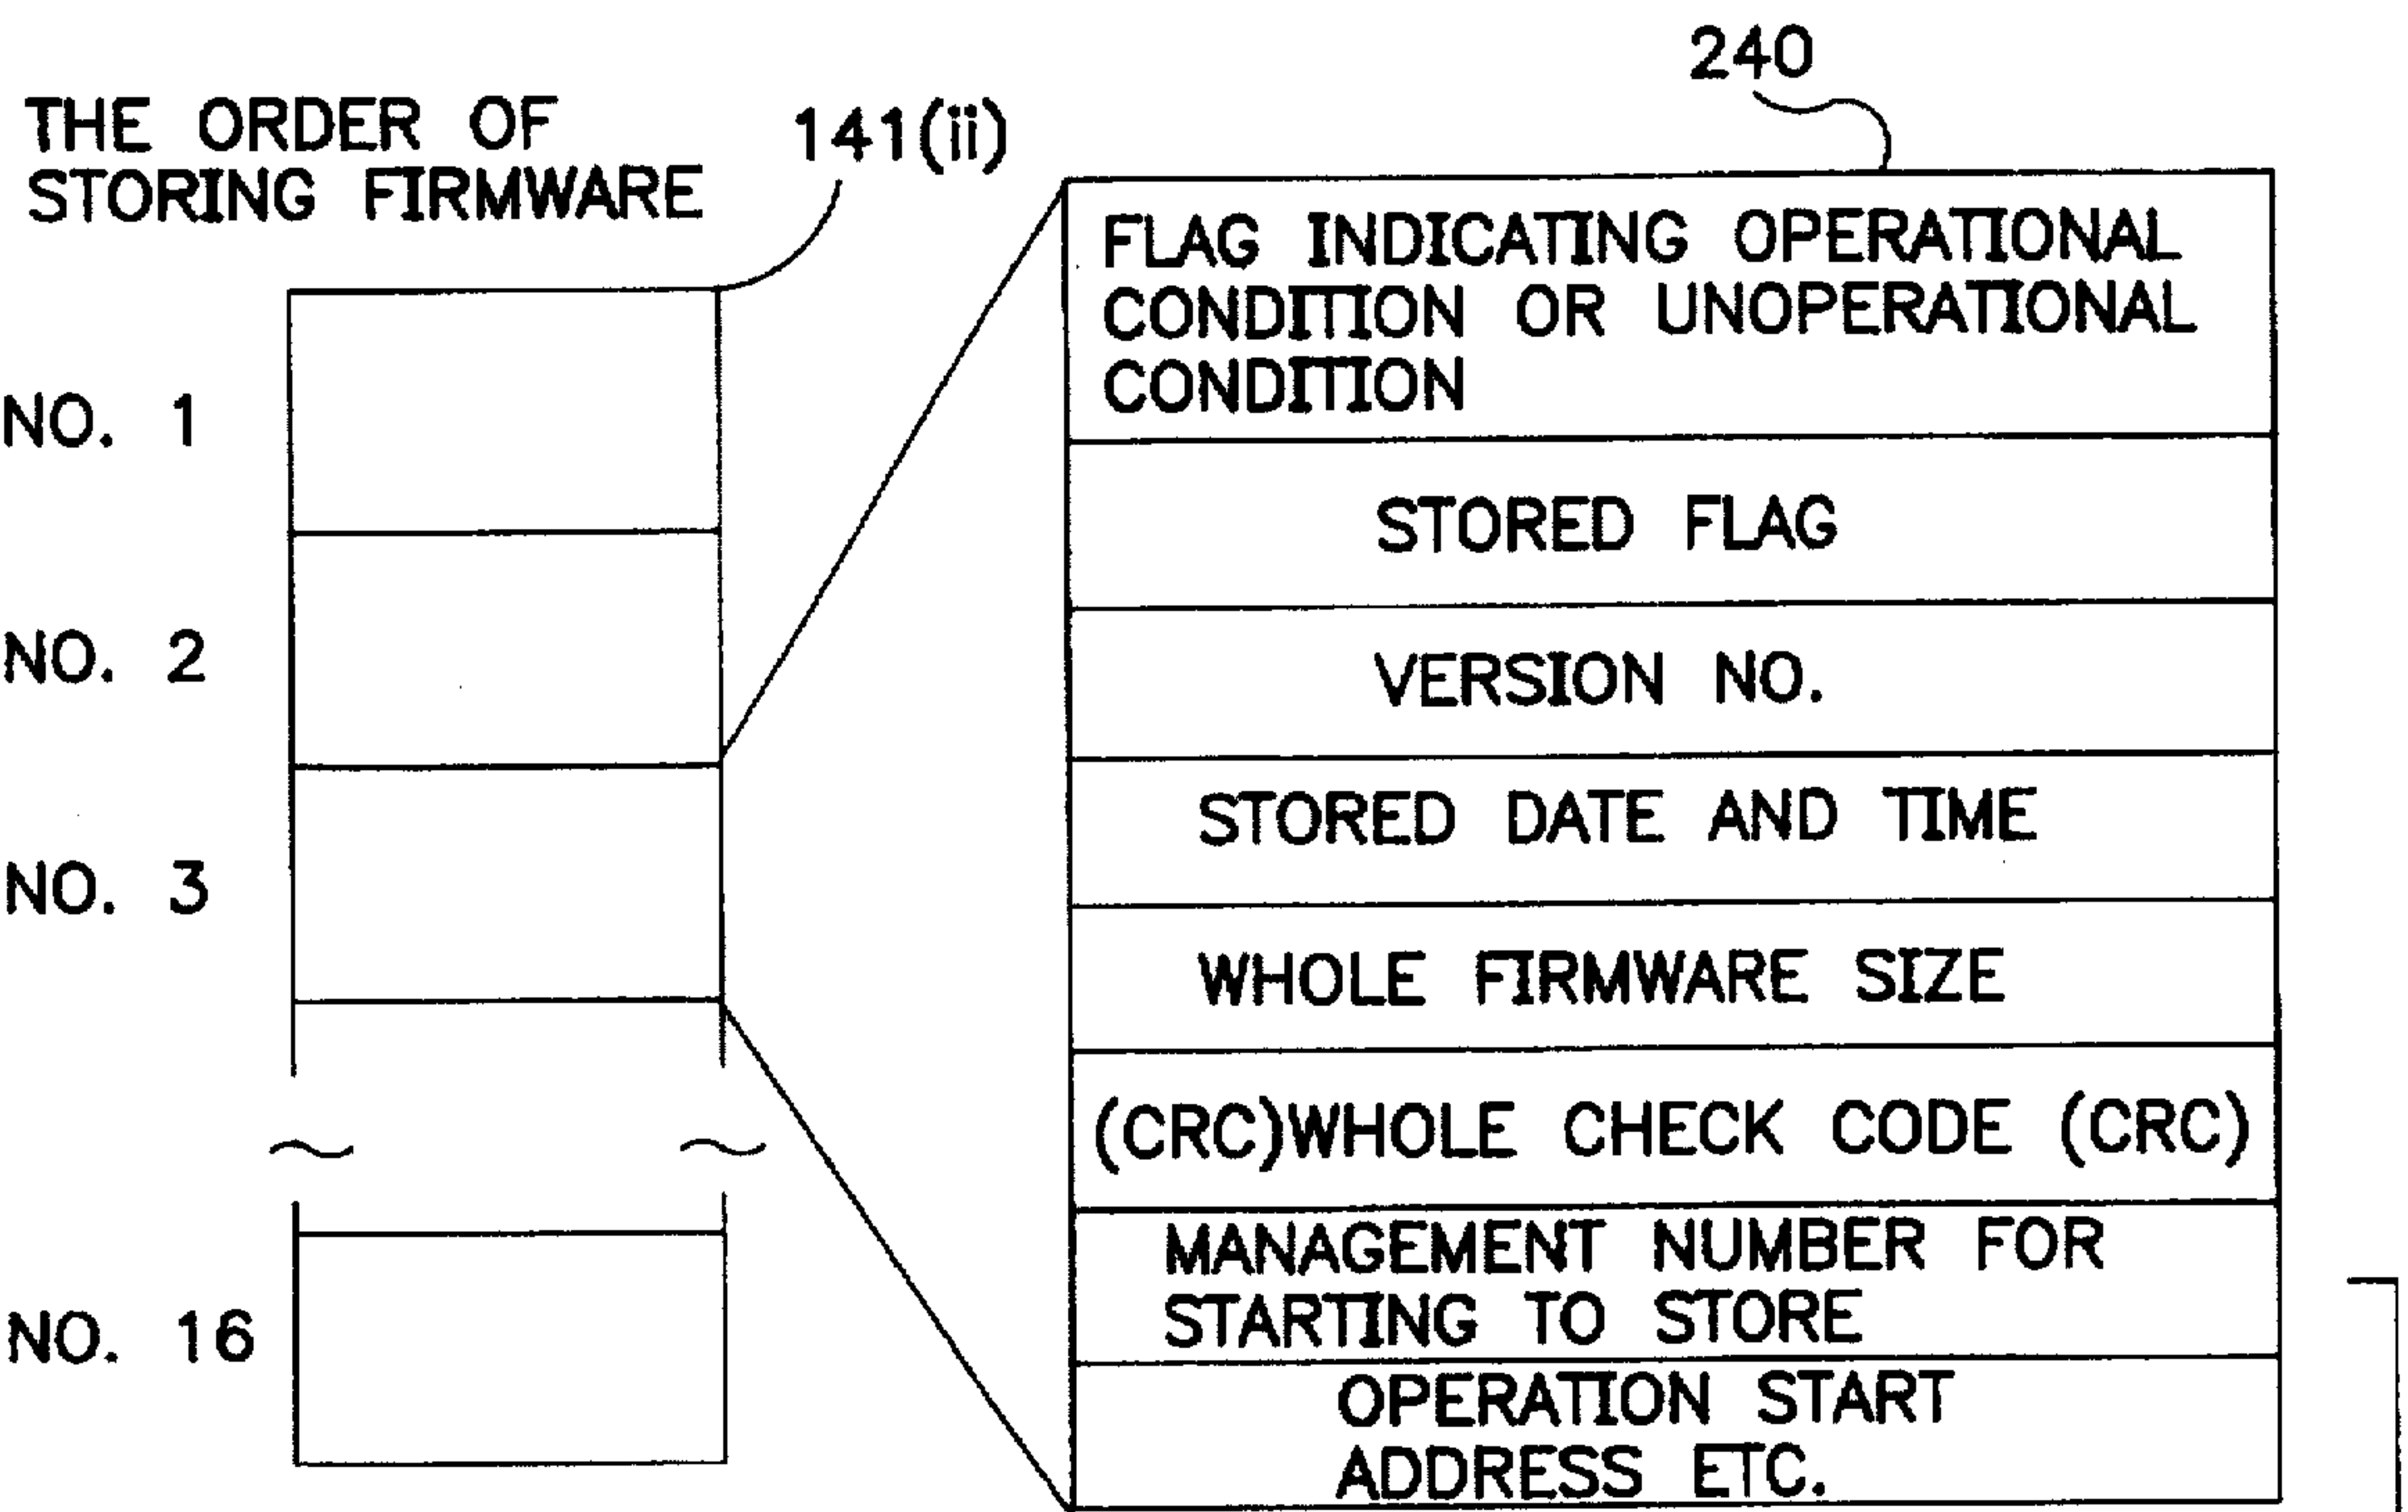 240
THE ORDER OF
STORING FIRMWARE
141(ii)
NO. 1
NO. 2
NO. 3
NO. 16
FLAG INDICATING OPERATIONAL
CONDITION OR UNOPERATIONAL
CONDITION
STORED FLAG
VERSION NO.
STORED DATE AND TIME
WHOLE FIRMWARE SIZE
(CRC)WHOLE CHECK CODE (CRC)
MANAGEMENT NUMBER FOR
STARTING TO STORE
OPERATION START
ADDRESS ETC.